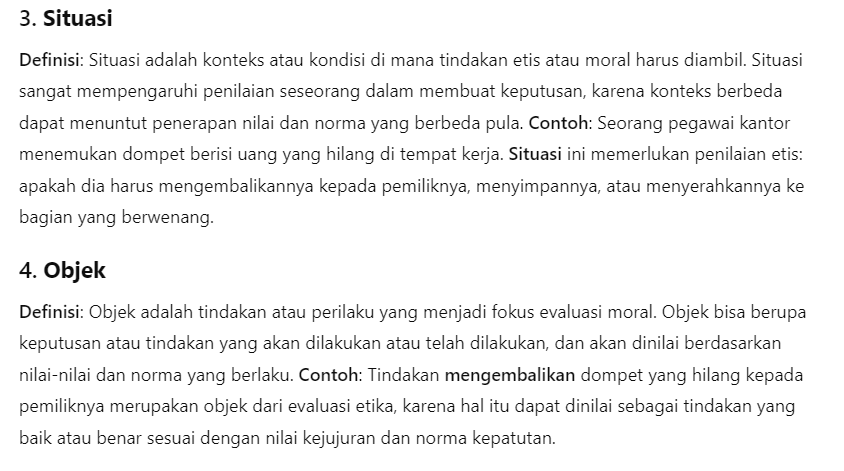 3. Situasi
Definisi: Situasi adalah konteks atau kondisi di mana tindakan etis atau moral harus diambil. Situasi
sangat mempengaruhi penilaian seseorang dalam membuat keputusan, karena konteks berbeda
dapat menuntut penerapan nilai dan norma yang berbeda pula. Contoh: Seorang pegawai kantor
menemukan dompet berisi uang yang hilang di tempat kerja. Situasi ini memerlukan penilaian etis:
apakah dia harus mengembalikannya kepada pemiliknya, menyimpannya, atau menyerahkannya ke
bagian yang berwenang.
4. Objek
Definisi: Objek adalah tindakan atau perilaku yang menjadi fokus evaluasi moral. Objek bisa berupa
keputusan atau tindakan yang akan dilakukan atau telah dilakukan, dan akan dinilai berdasarkan
nilai-nilai dan norma yang berlaku. Contoh: Tindakan mengembalikan dompet yang hilang kepada
pemiliknya merupakan objek dari evaluasi etika, karena hal itu dapat dinilai sebagai tindakan yang
baik atau benar sesuai dengan nilai kejujuran dan norma kepatutan.